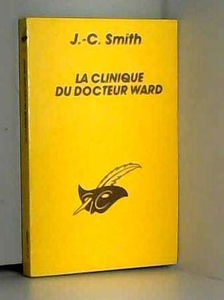 J.-C. Smith
LA CLINIQUE
DU DOCTEUR WARD